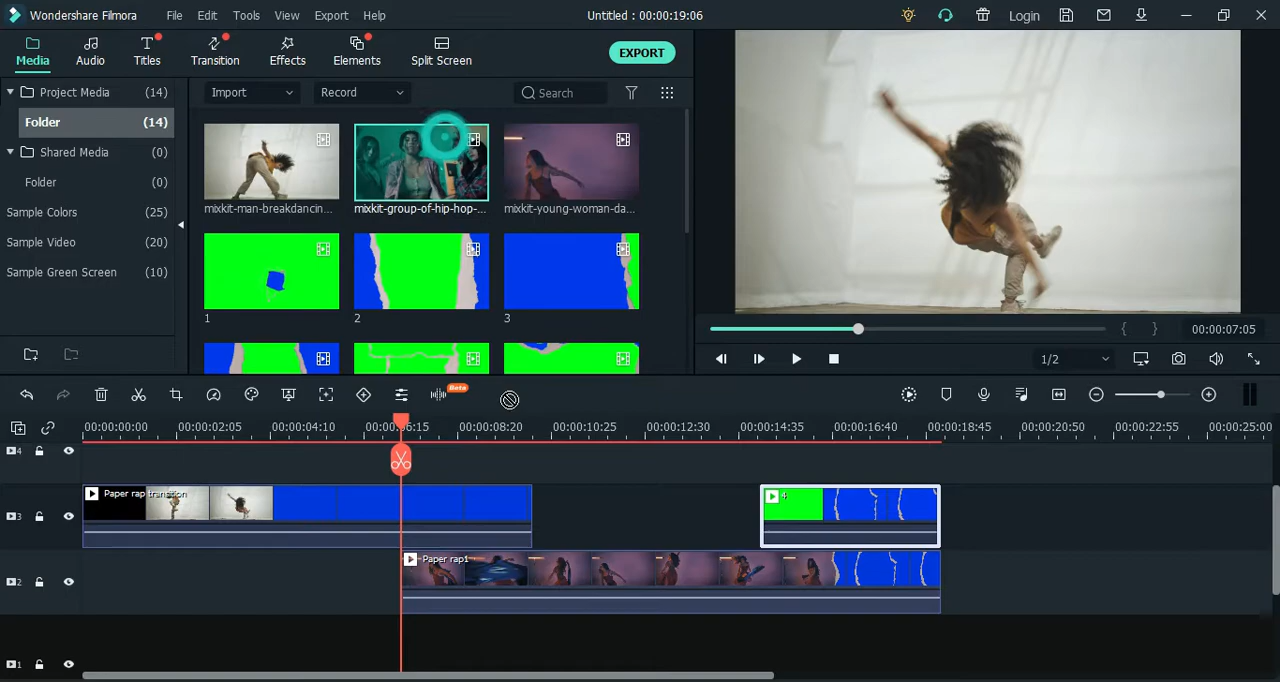 Wondershare Filmora File Edit Tools View Export Help Untitled : 00:00:19:06 Login
Media Audio Titles Transition Effects Elements Split Screen EXPORT
Project Media (14) Import Record Search
Folder (14)
Shared Media (0)
Folder (0)
Sample Colors (25)
Sample Video (20)
Sample Green Screen (10)
mixkit-man-breakdancin... mixkit-group-of-hip-hop-... mixkit-young-woman-da...
1 2 3
00:00:07:05
1/2
Beta
00:00:00:00 00:00:02:05 00:00:04:10 00:00:06:15 00:00:08:20 00:00:10:25 00:00:12:30 00:00:14:35 00:00:16:40 00:00:18:45 00:00:20:50 00:00:22:55 00:00:25:00
4
Paper rap transition 4
3
Paper rap1
2
1